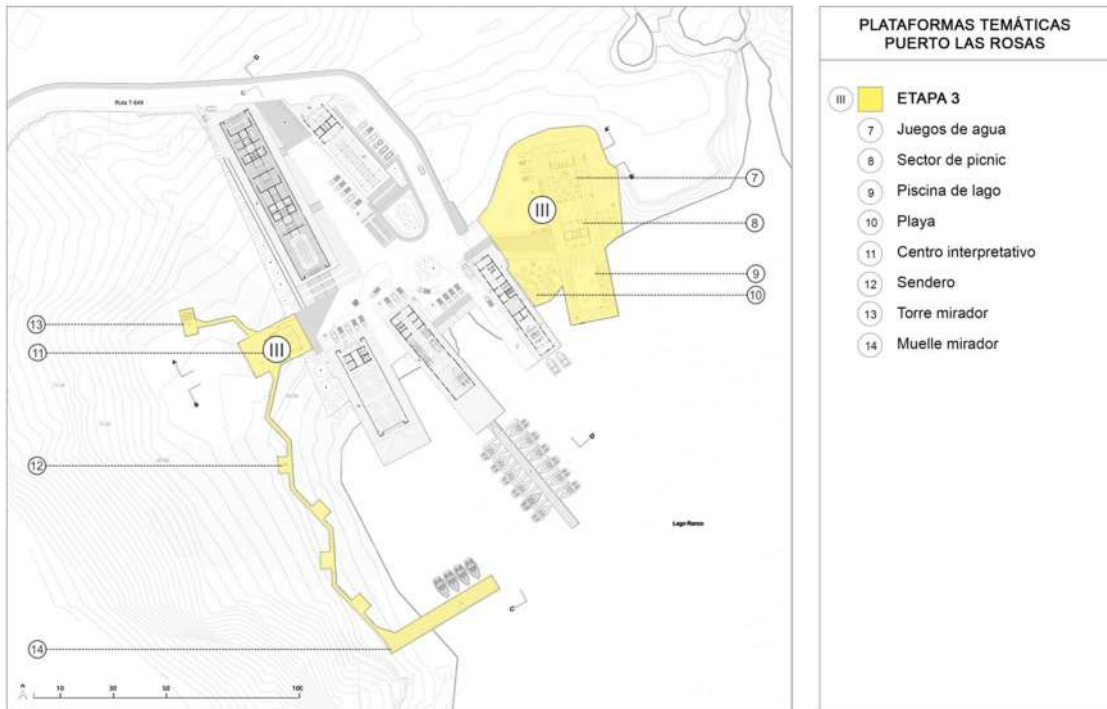 PLATAFORMAS TEMÁTICAS
PUERTO LAS ROSAS
III ETAPA 3
7 Juegos de agua
8 Sector de picnic
9 Piscina de lago
10 Playa
11 Centro interpretativo
12 Sendero
13 Torre mirador
14 Muelle mirador
D
C
III
7
8
9
10
13
III
11
A
12
D
Lago Ranco
C'
14
N
10 30 50 100